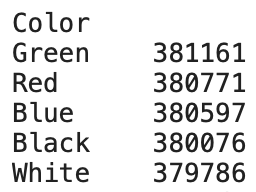 Color
Green 381161
Red 380771
Blue 380597
Black 380076
White 379786